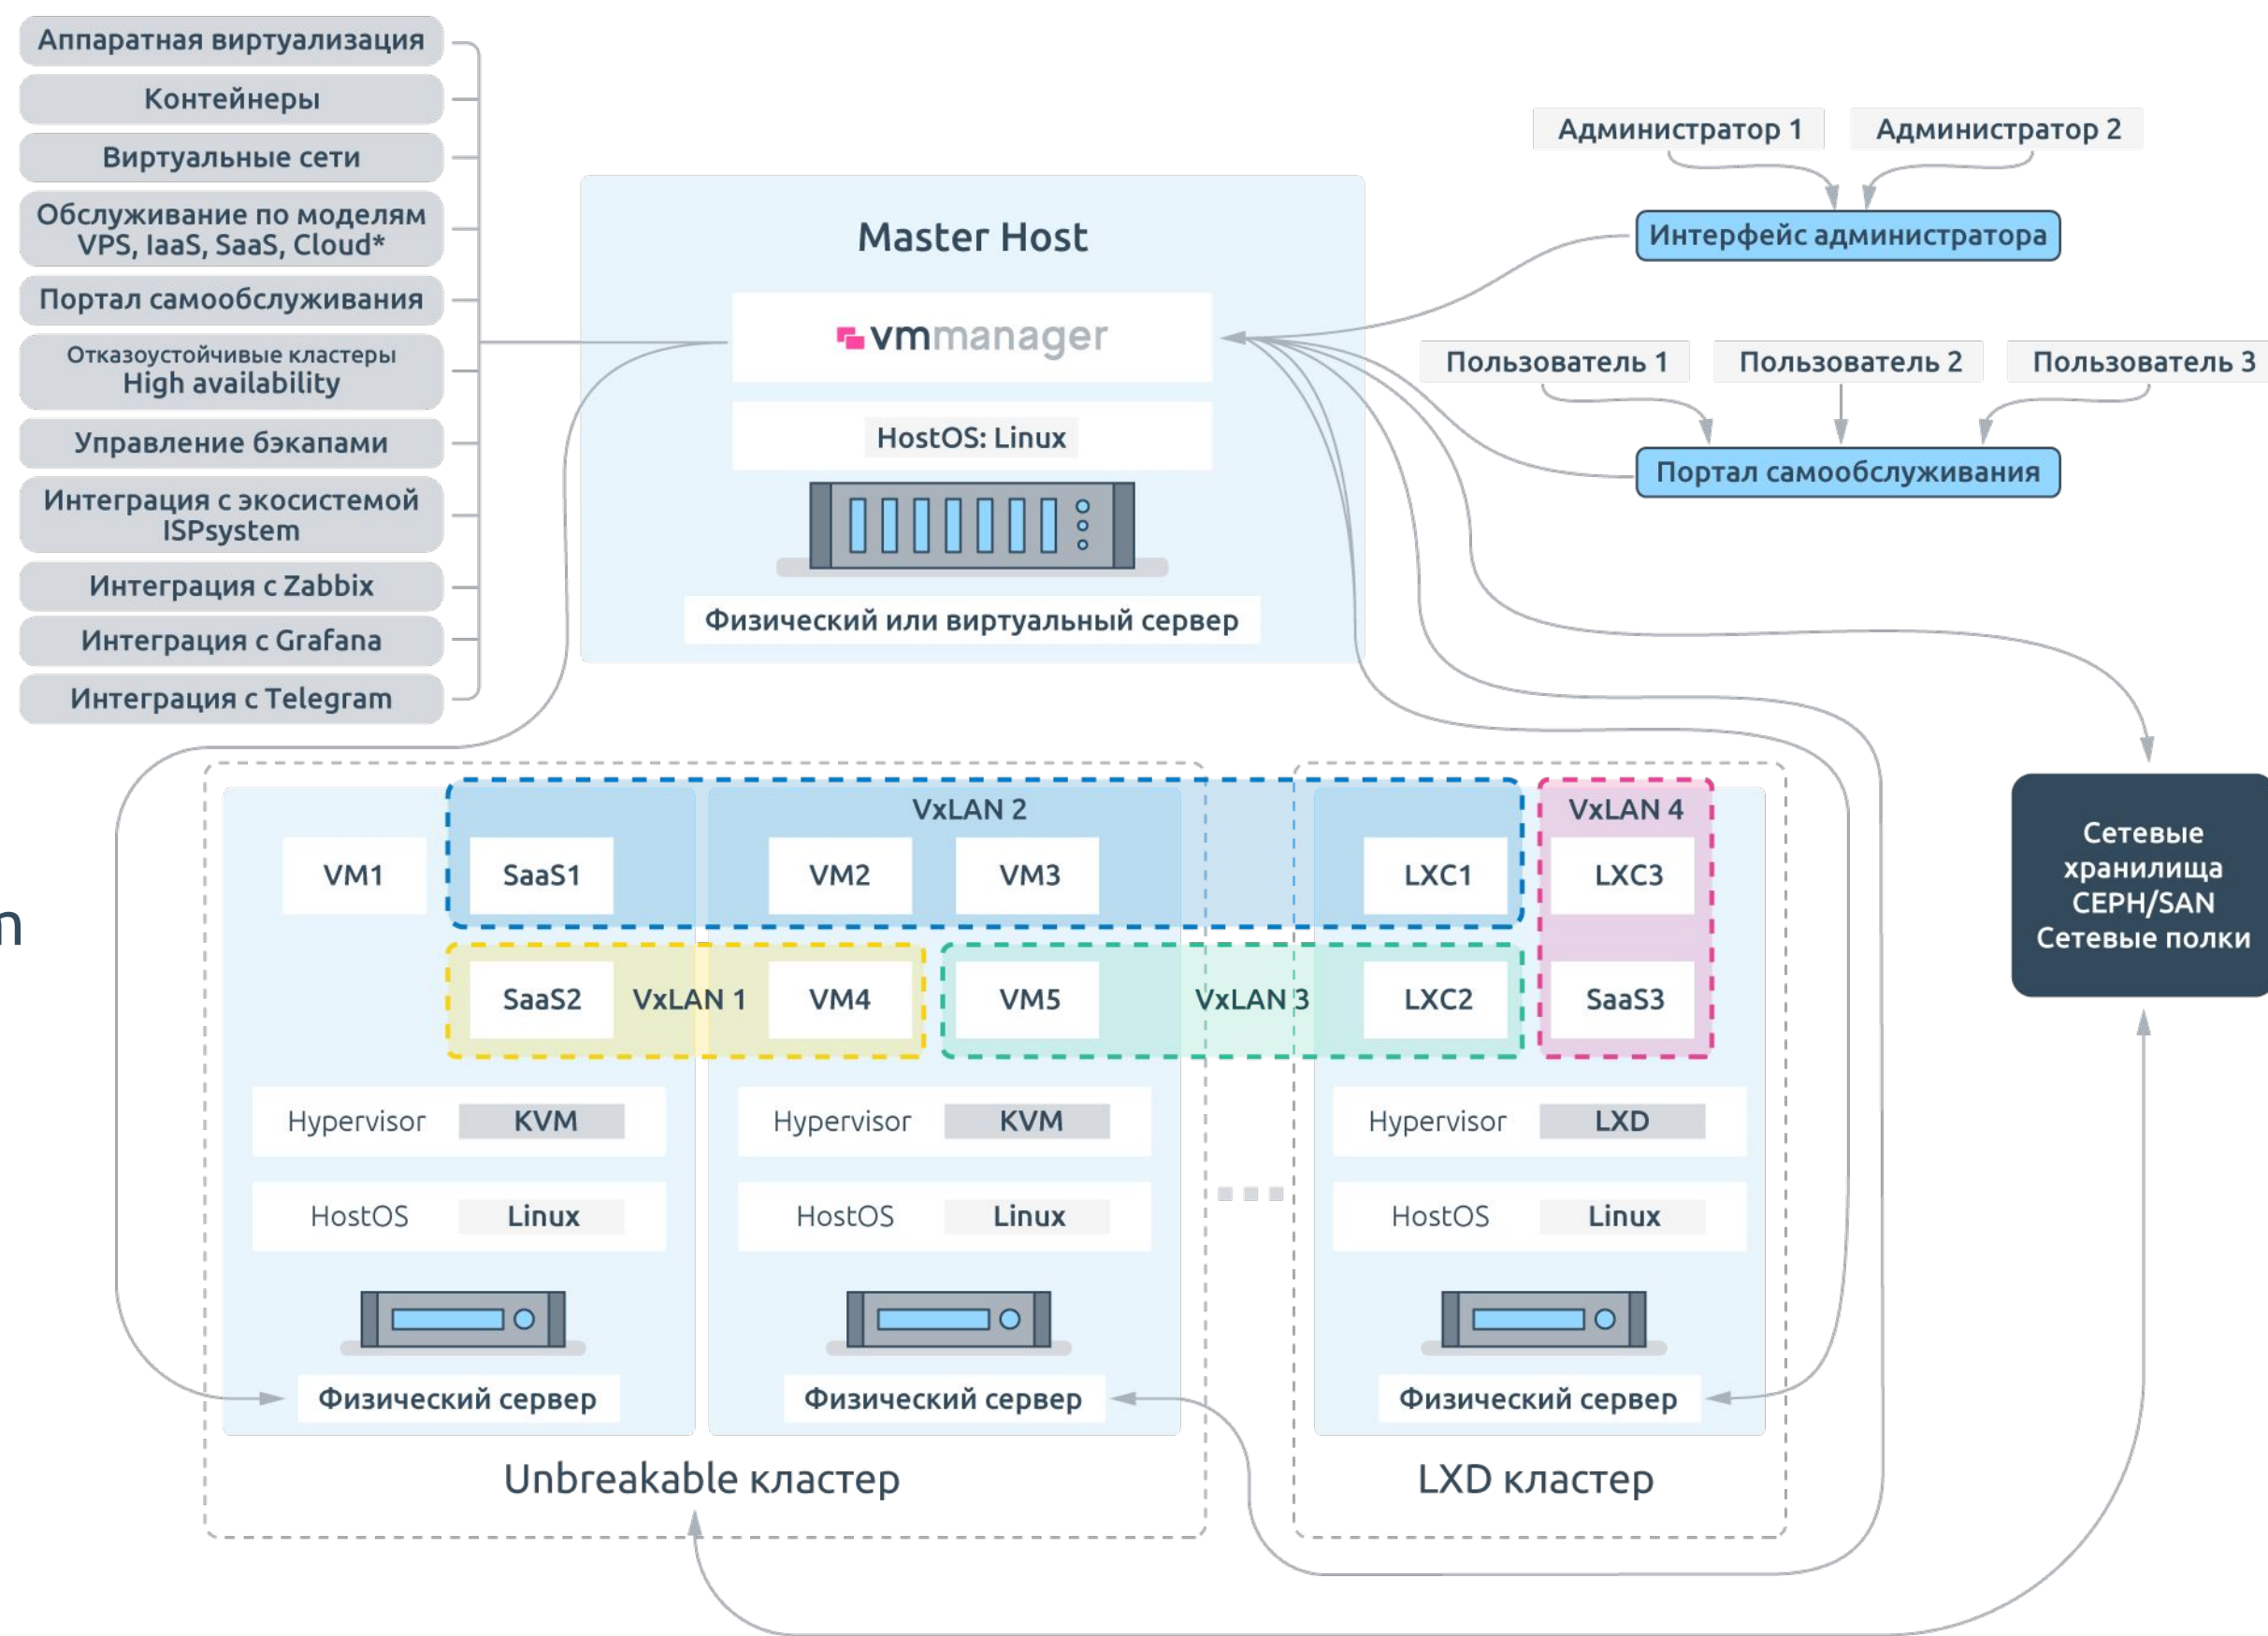 Аппаратная виртуализация
Контейнеры
Виртуальные сети
Обслуживание по моделям
VPS, IaaS, SaaS, Cloud*
Портал самообслуживания
Отказоустойчивые кластеры
High availability
Управление бэкапами
Интеграция с экосистемой
ISPsystem
Интеграция с Zabbix
Интеграция с Grafana
Интеграция с Telegram
Master Host
vmmanager
HostOS: Linux
Физический или виртуальный сервер
Администратор 1
Администратор 2
Интерфейс администратора
Пользователь 1
Пользователь 2
Пользователь 3
Портал самообслуживания
VxLAN 2
VxLAN 4
VM1
SaaS1
VM2
VM3
LXC1
LXC3
SaaS2
VxLAN 1
VM4
VM5
VxLAN 3
LXC2
SaaS3
Hypervisor
KVM
Hypervisor
KVM
Hypervisor
LXD
HostOS
Linux
HostOS
Linux
HostOS
Linux
Физический сервер
Физический сервер
Физический сервер
Unbreakable кластер
LXD кластер
Сетевые
хранилища
CEPH/SAN
Сетевые полки